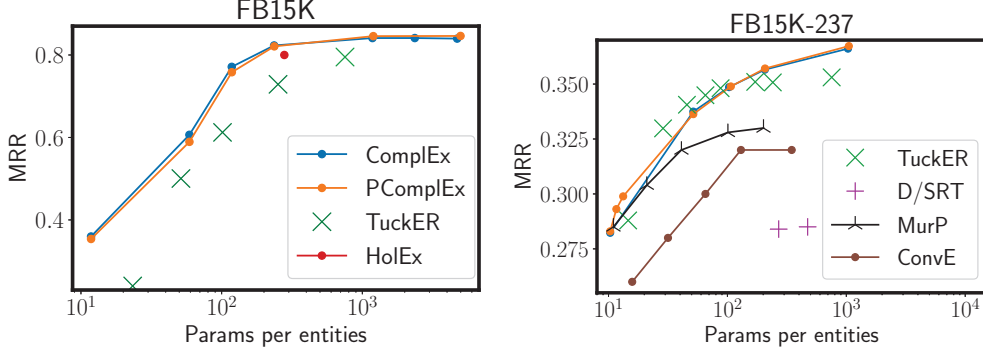 FB15K
MRR
0.8
0.6
0.4
ComplEx
PComplEx
TuckER
HolEx
10^1
10^2
10^3
Params per entities
FB15K-237
MRR
0.350
0.325
0.300
0.275
TuckER
D/SRT
MurP
ConvE
10^1
10^2
10^3
10^4
Params per entities